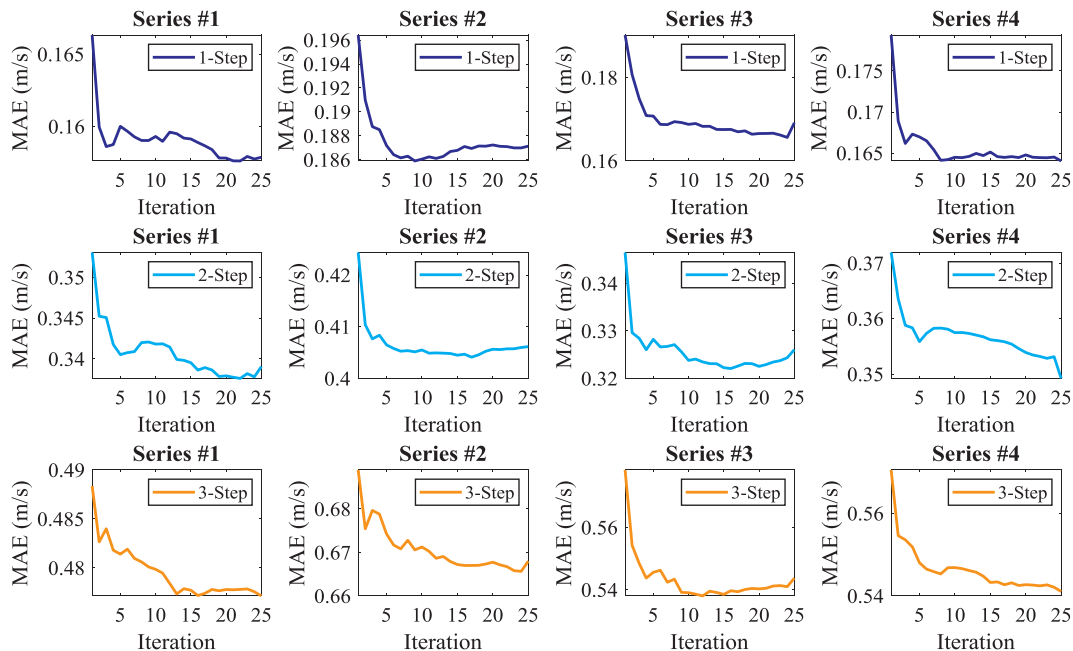 Series #1 Series #2 Series #3 Series #4
MAE (m/s) 0.165 0.16 1-Step 5 10 15 20 25 Iteration
MAE (m/s) 0.196 0.194 0.192 0.19 0.188 0.186 1-Step 5 10 15 20 25 Iteration
MAE (m/s) 0.18 0.16 1-Step 5 10 15 20 25 Iteration
MAE (m/s) 0.175 0.17 0.165 1-Step 5 10 15 20 25 Iteration
Series #1 Series #2 Series #3 Series #4
MAE (m/s) 0.35 0.345 0.34 2-Step 5 10 15 20 25 Iteration
MAE (m/s) 0.42 0.41 0.4 2-Step 5 10 15 20 25 Iteration
MAE (m/s) 0.34 0.33 0.32 2-Step 5 10 15 20 25 Iteration
MAE (m/s) 0.37 0.36 0.35 2-Step 5 10 15 20 25 Iteration
Series #1 Series #2 Series #3 Series #4
MAE (m/s) 0.49 0.485 0.48 3-Step 5 10 15 20 25 Iteration
MAE (m/s) 0.68 0.67 0.66 3-Step 5 10 15 20 25 Iteration
MAE (m/s) 0.56 0.54 3-Step 5 10 15 20 25 Iteration
MAE (m/s) 0.56 0.54 3-Step 5 10 15 20 25 Iteration